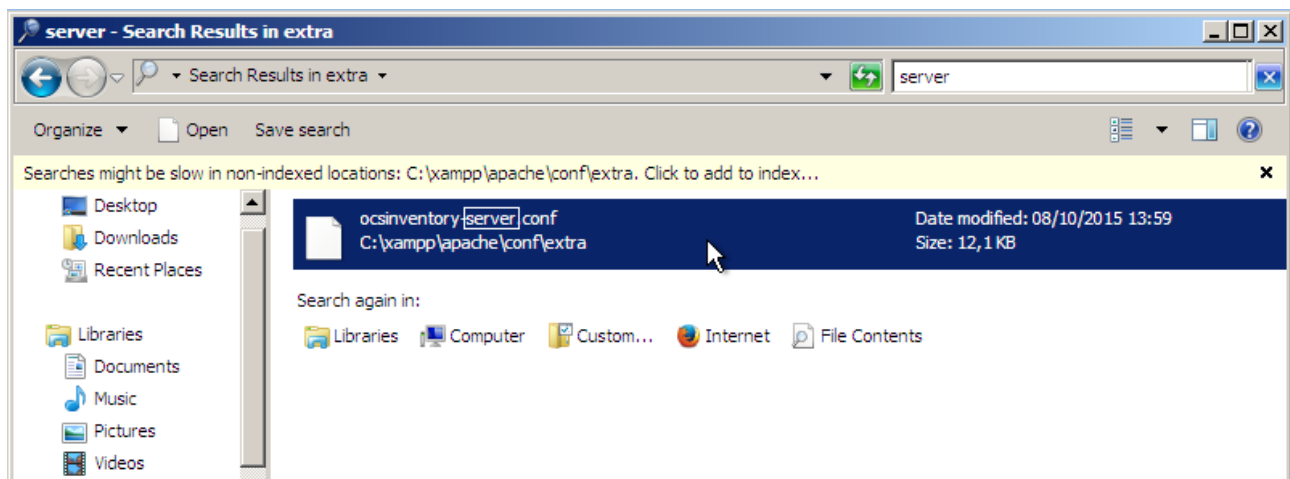 server - Search Results in extra
Search Results in extra
server
Organize Open Save search
Searches might be slow in non-indexed locations: C:\xampp\apache\conf\extra. Click to add to index...
Desktop
Downloads
Recent Places
Libraries
Documents
Music
Pictures
Videos
ocsinventory-server.conf
C:\xampp\apache\conf\extra
Date modified: 08/10/2015 13:59
Size: 12,1 KB
Search again in:
Libraries Computer Custom... Internet File Contents